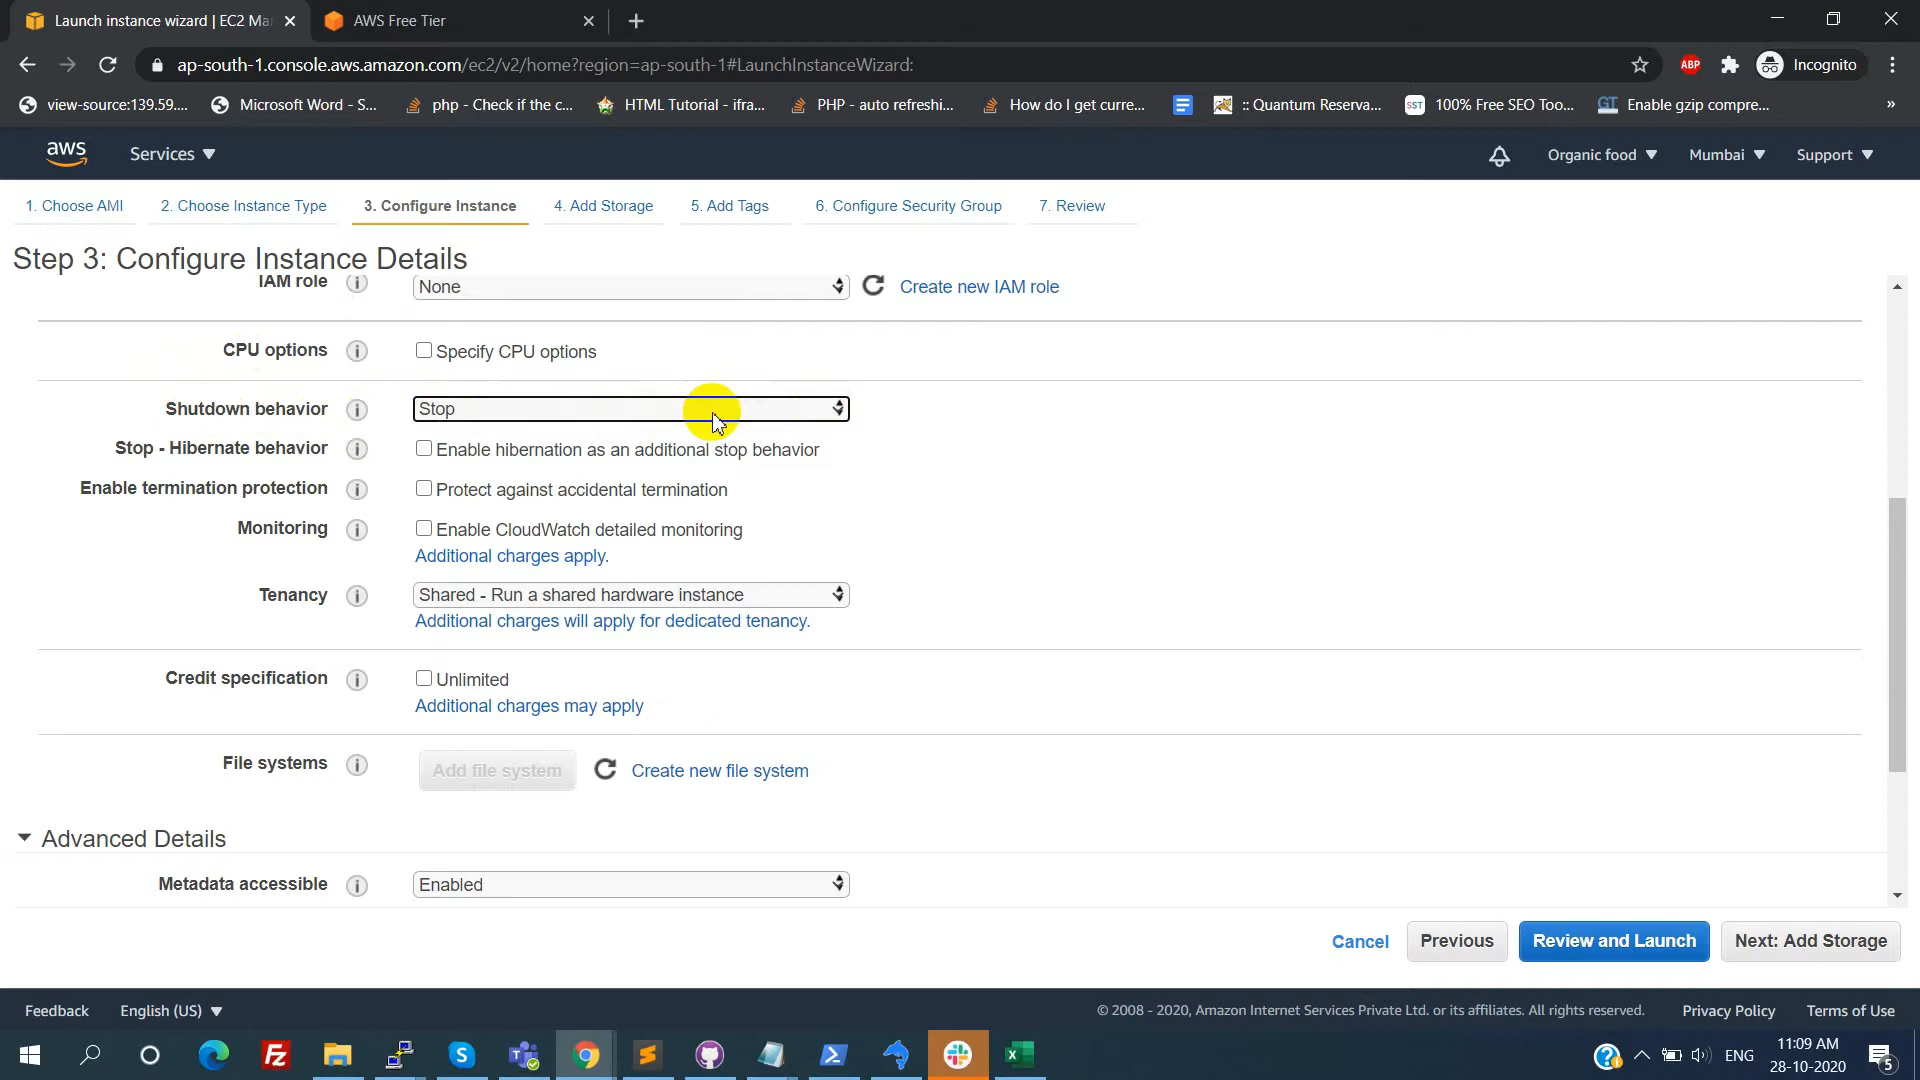 Launch instance wizard | EC2 Ma
AWS Free Tier
ap-south-1.console.aws.amazon.com/ec2/v2/home?region=ap-south-1#LaunchInstanceWizard:
ABP
Incognito
view-source:139.59....
Microsoft Word - S...
php - Check if the c...
HTML Tutorial - ifra...
PHP - auto refreshi...
How do I get curre...
:: Quantum Reserva...
SST
100% Free SEO Too...
GT
Enable gzip compre...
»
aws
Services
Organic food
Mumbai
Support
1. Choose AMI
2. Choose Instance Type
3. Configure Instance
4. Add Storage
5. Add Tags
6. Configure Security Group
7. Review
Step 3: Configure Instance Details
IAM role
i
None
Create new IAM role
CPU options
i
Specify CPU options
Shutdown behavior
i
Stop
Stop - Hibernate behavior
i
Enable hibernation as an additional stop behavior
Enable termination protection
i
Protect against accidental termination
Monitoring
i
Enable CloudWatch detailed monitoring
Additional charges apply.
Tenancy
i
Shared - Run a shared hardware instance
Additional charges will apply for dedicated tenancy.
Credit specification
i
Unlimited
Additional charges may apply
File systems
i
Add file system
Create new file system
Advanced Details
Metadata accessible
i
Enabled
Cancel
Previous
Review and Launch
Next: Add Storage
Feedback
English (US)
© 2008 - 2020, Amazon Internet Services Private Ltd. or its affiliates. All rights reserved.
Privacy Policy
Terms of Use
ENG
11:09 AM
28-10-2020
5